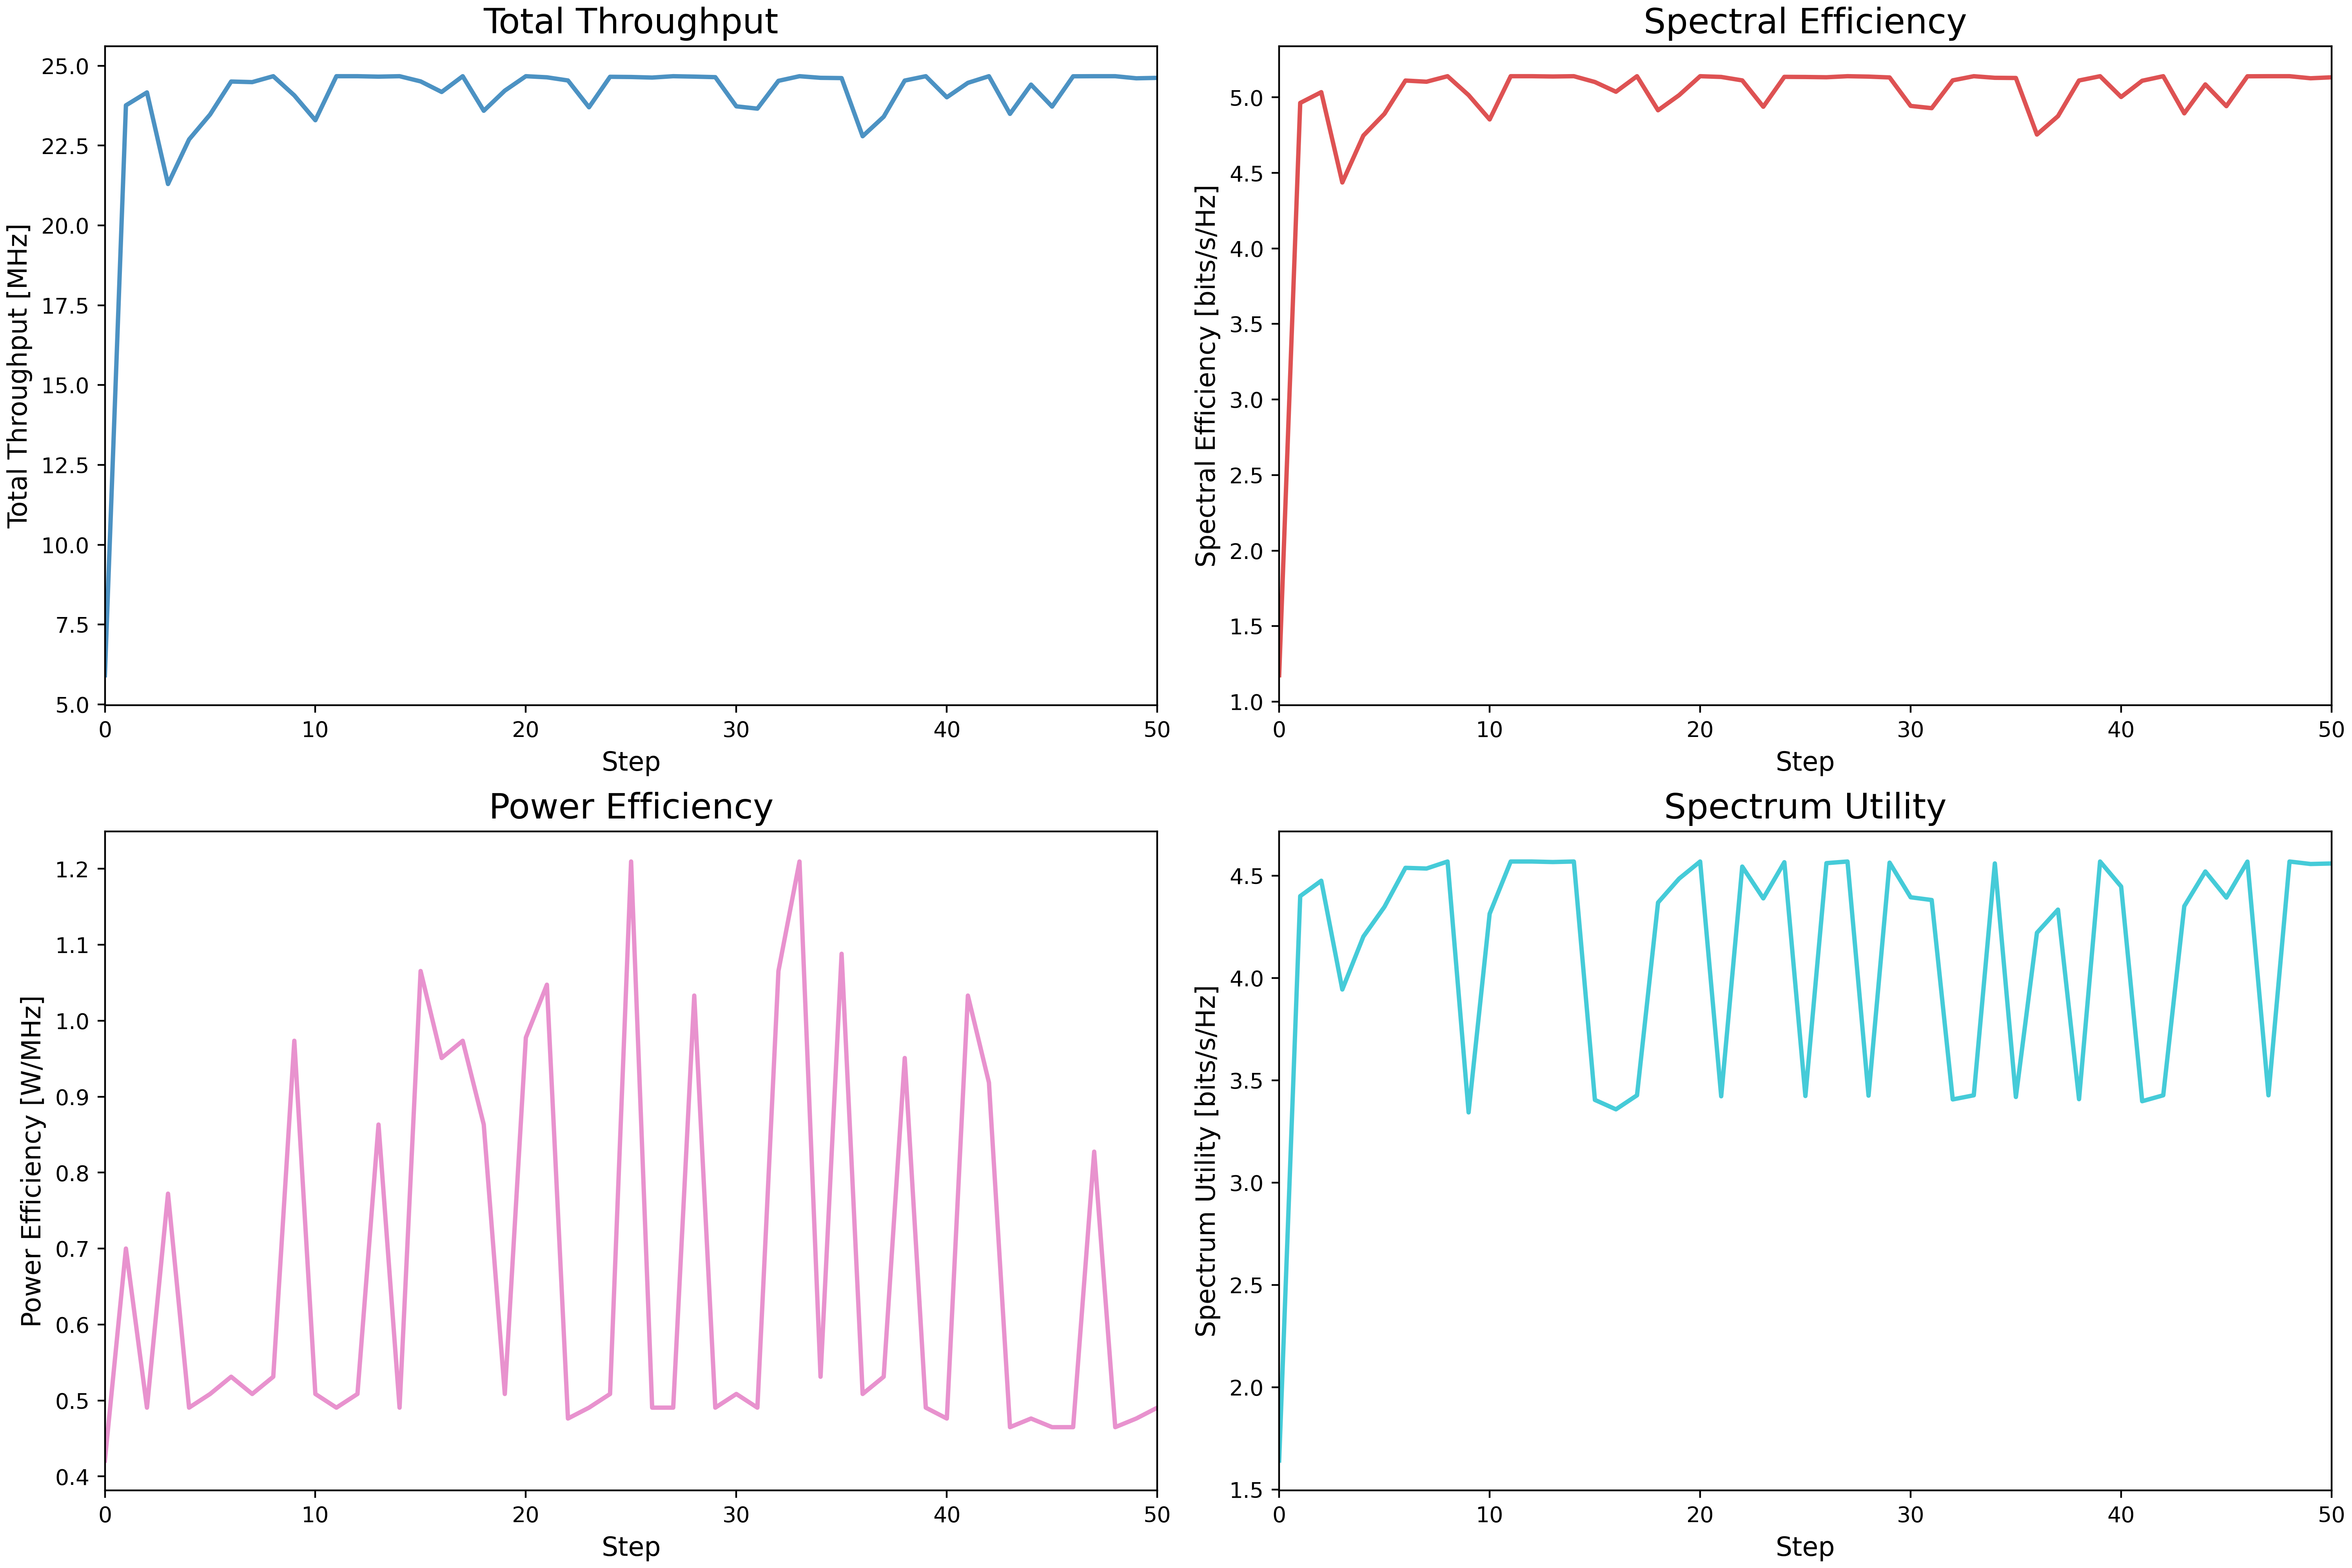 Total Throughput
Total Throughput [MHz]
25.0
22.5
20.0
17.5
15.0
12.5
10.0
7.5
5.0
0 10 20 30 40 50
Step
Spectral Efficiency
Spectral Efficiency [bits/s/Hz]
5.0
4.5
4.0
3.5
3.0
2.5
2.0
1.5
1.0
0 10 20 30 40 50
Step
Power Efficiency
Power Efficiency [W/MHz]
1.2
1.1
1.0
0.9
0.8
0.7
0.6
0.5
0.4
0 10 20 30 40 50
Step
Spectrum Utility
Spectrum Utility [bits/s/Hz]
4.5
4.0
3.5
3.0
2.5
2.0
1.5
0 10 20 30 40 50
Step